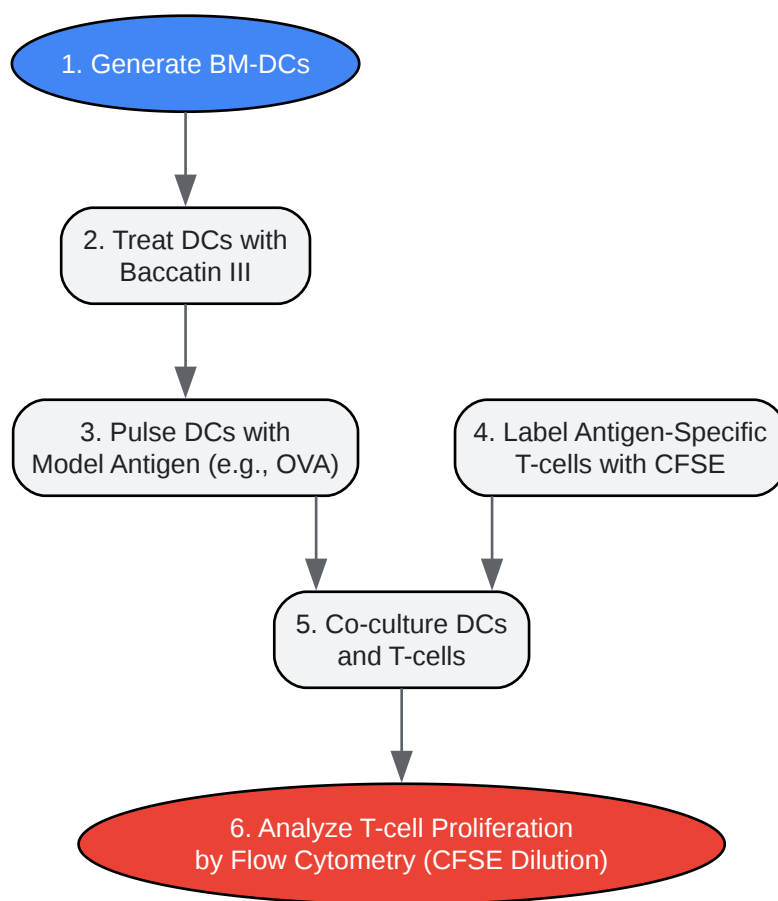 1. Generate BM-DCs
2. Treat DCs with
Baccatin III
3. Pulse DCs with
Model Antigen (e.g., OVA)
4. Label Antigen-Specific
T-cells with CFSE
5. Co-culture DCs
and T-cells
6. Analyze T-cell Proliferation
by Flow Cytometry (CFSE Dilution)